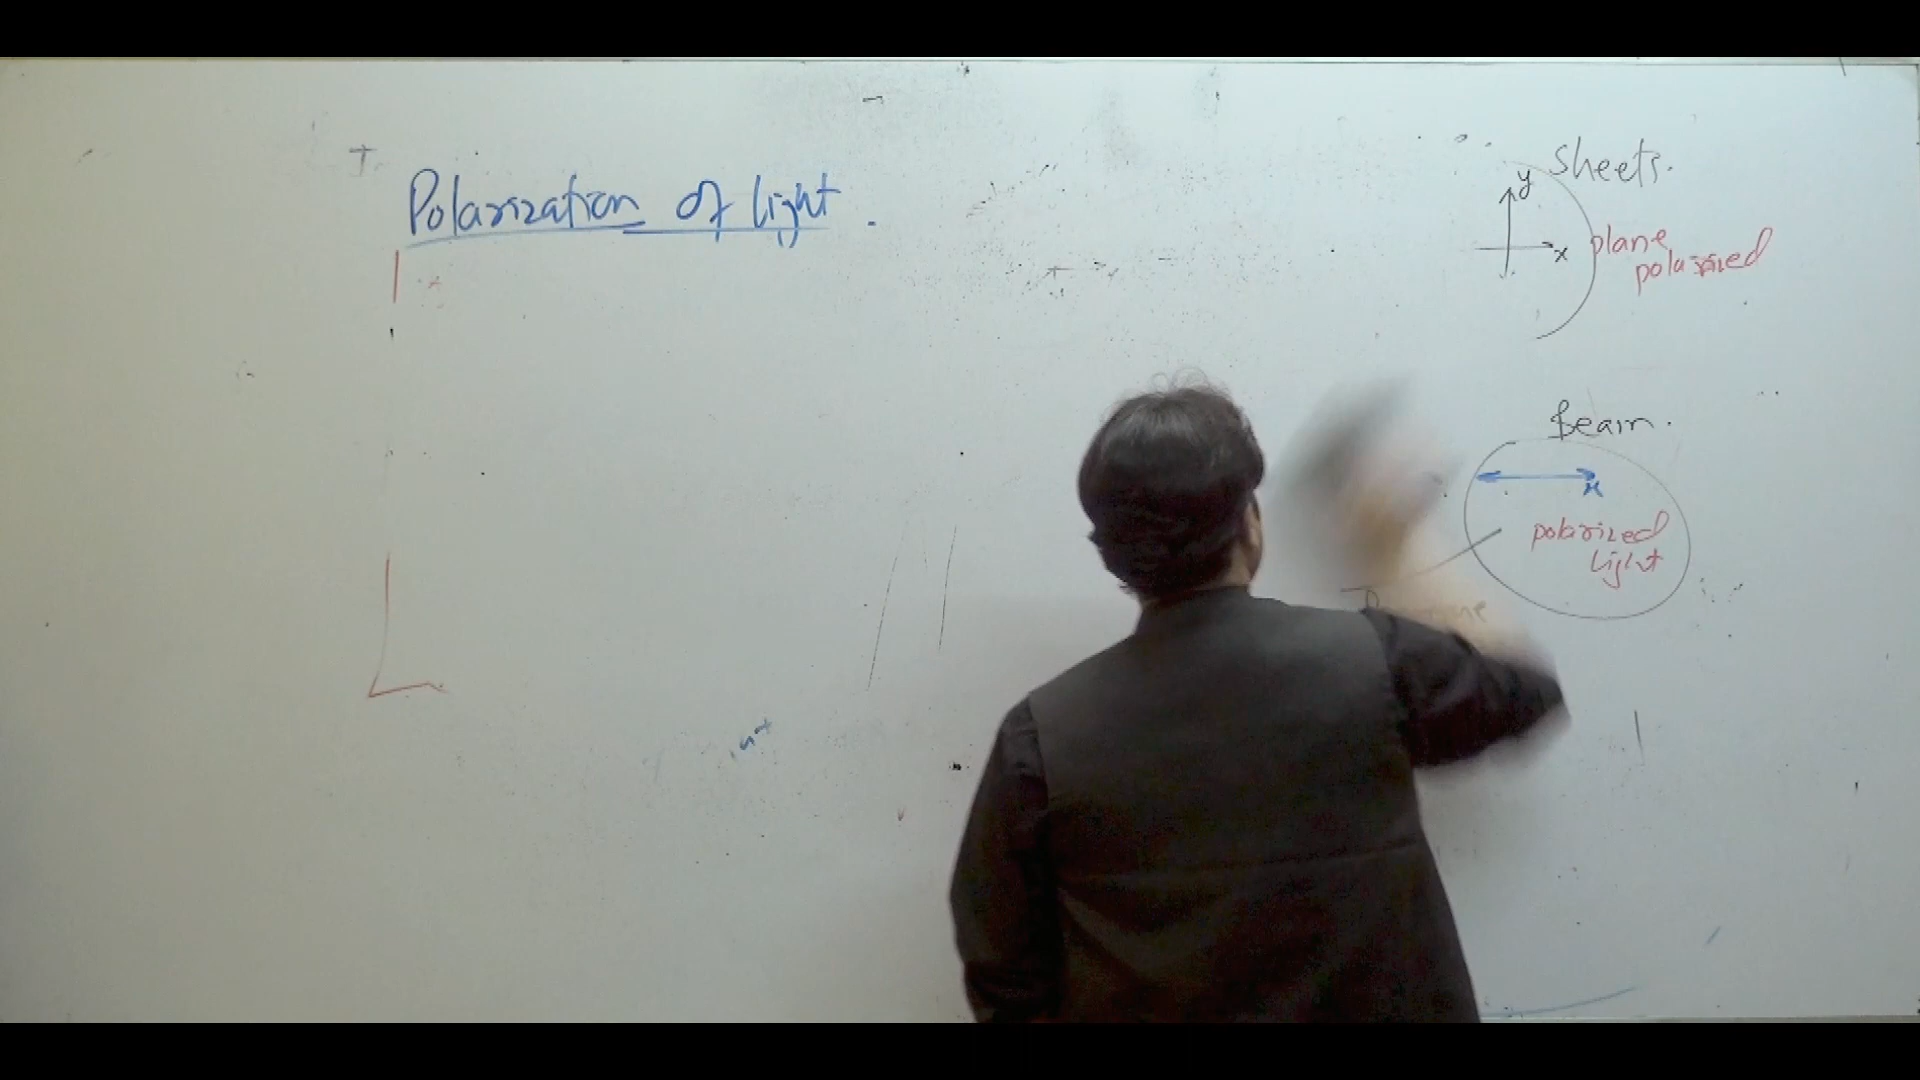 Polarization of light.
Sheets.
y
x
plane
polarized
Beam.
x
polarized
light